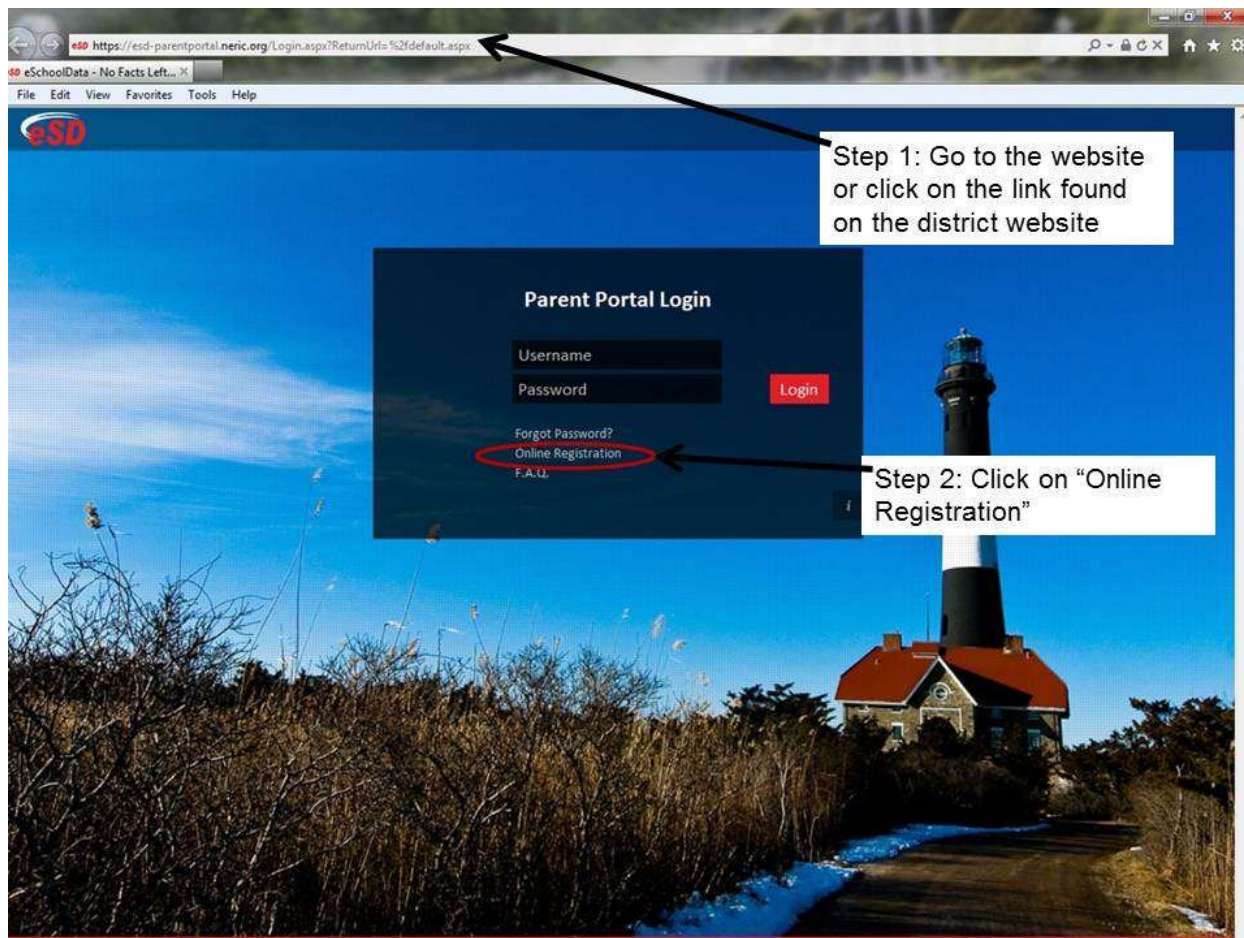 eSD https://esd-parentportal.neric.org/Login.aspx?ReturnUrl=%2fdefault.aspx
eSchoolData - No Facts Left...
File Edit View Favorites Tools Help
eSD
Step 1: Go to the website
or click on the link found
on the district website
Parent Portal Login
Username
Password
Login
Forgot Password?
Online Registration
F.A.Q.
Step 2: Click on “Online
Registration”
i